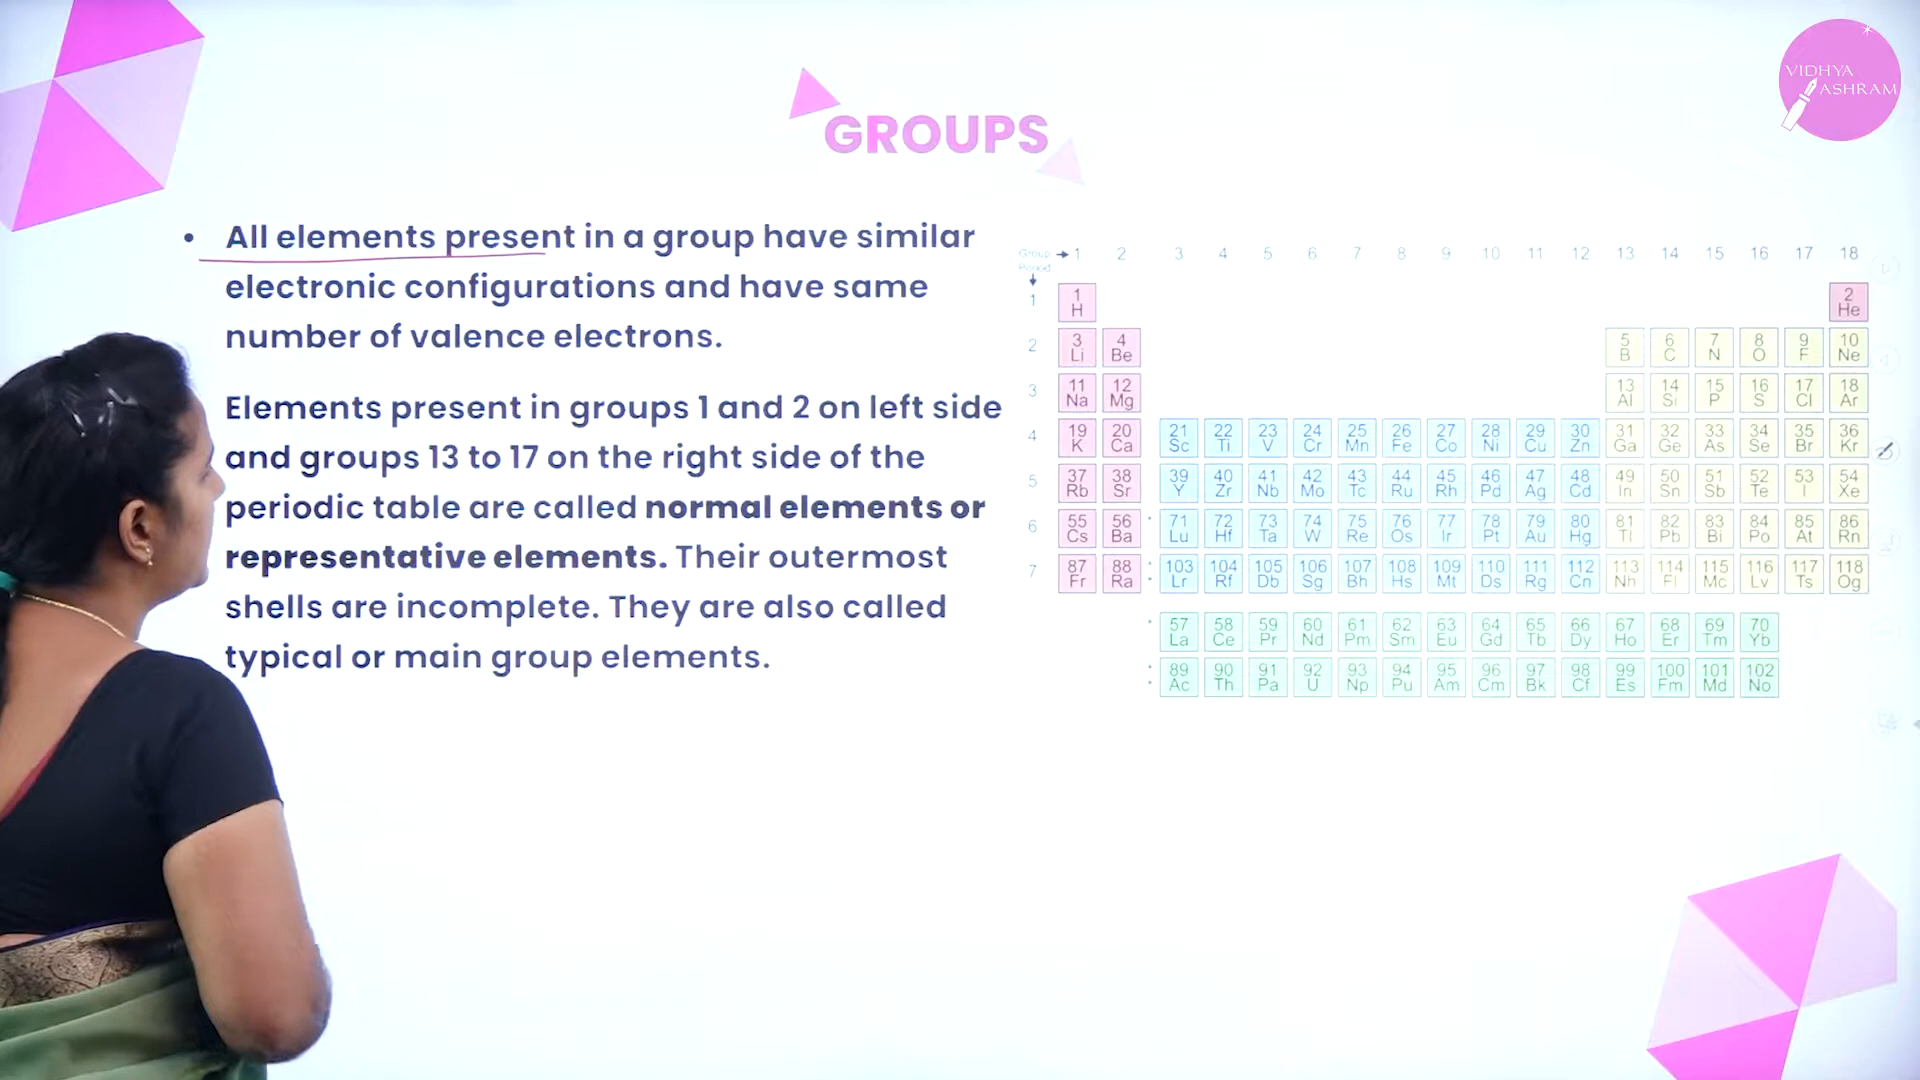 VIDHYA
ASHRAM
GROUPS
• All elements present in a group have similar
electronic configurations and have same
number of valence electrons.
Elements present in groups 1 and 2 on left side
and groups 13 to 17 on the right side of the
periodic table are called normal elements or
representative elements. Their outermost
shells are incomplete. They are also called
typical or main group elements.
Group → 1 2 3 4 5 6 7 8 9 10 11 12 13 14 15 16 17 18
Period
1 1 2
H He
2 3 4 5 6 7 8 9 10
Li Be B C N O F Ne
3 11 12 13 14 15 16 17 18
Na Mg Al Si P S Cl Ar
4 19 20 21 22 23 24 25 26 27 28 29 30 31 32 33 34 35 36
K Ca Sc Ti V Cr Mn Fe Co Ni Cu Zn Ga Ge As Se Br Kr
5 37 38 39 40 41 42 43 44 45 46 47 48 49 50 51 52 53 54
Rb Sr Y Zr Nb Mo Tc Ru Rh Pd Ag Cd In Sn Sb Te I Xe
6 55 56 71 72 73 74 75 76 77 78 79 80 81 82 83 84 85 86
Cs Ba Lu Hf Ta W Re Os Ir Pt Au Hg Tl Pb Bi Po At Rn
7 87 88 103 104 105 106 107 108 109 110 111 112 113 114 115 116 117 118
Fr Ra Lr Rf Db Sg Bh Hs Mt Ds Rg Cn Nh Fl Mc Lv Ts Og
57 58 59 60 61 62 63 64 65 66 67 68 69 70
La Ce Pr Nd Pm Sm Eu Gd Tb Dy Ho Er Tm Yb
89 90 91 92 93 94 95 96 97 98 99 100 101 102
Ac Th Pa U Np Pu Am Cm Bk Cf Es Fm Md No